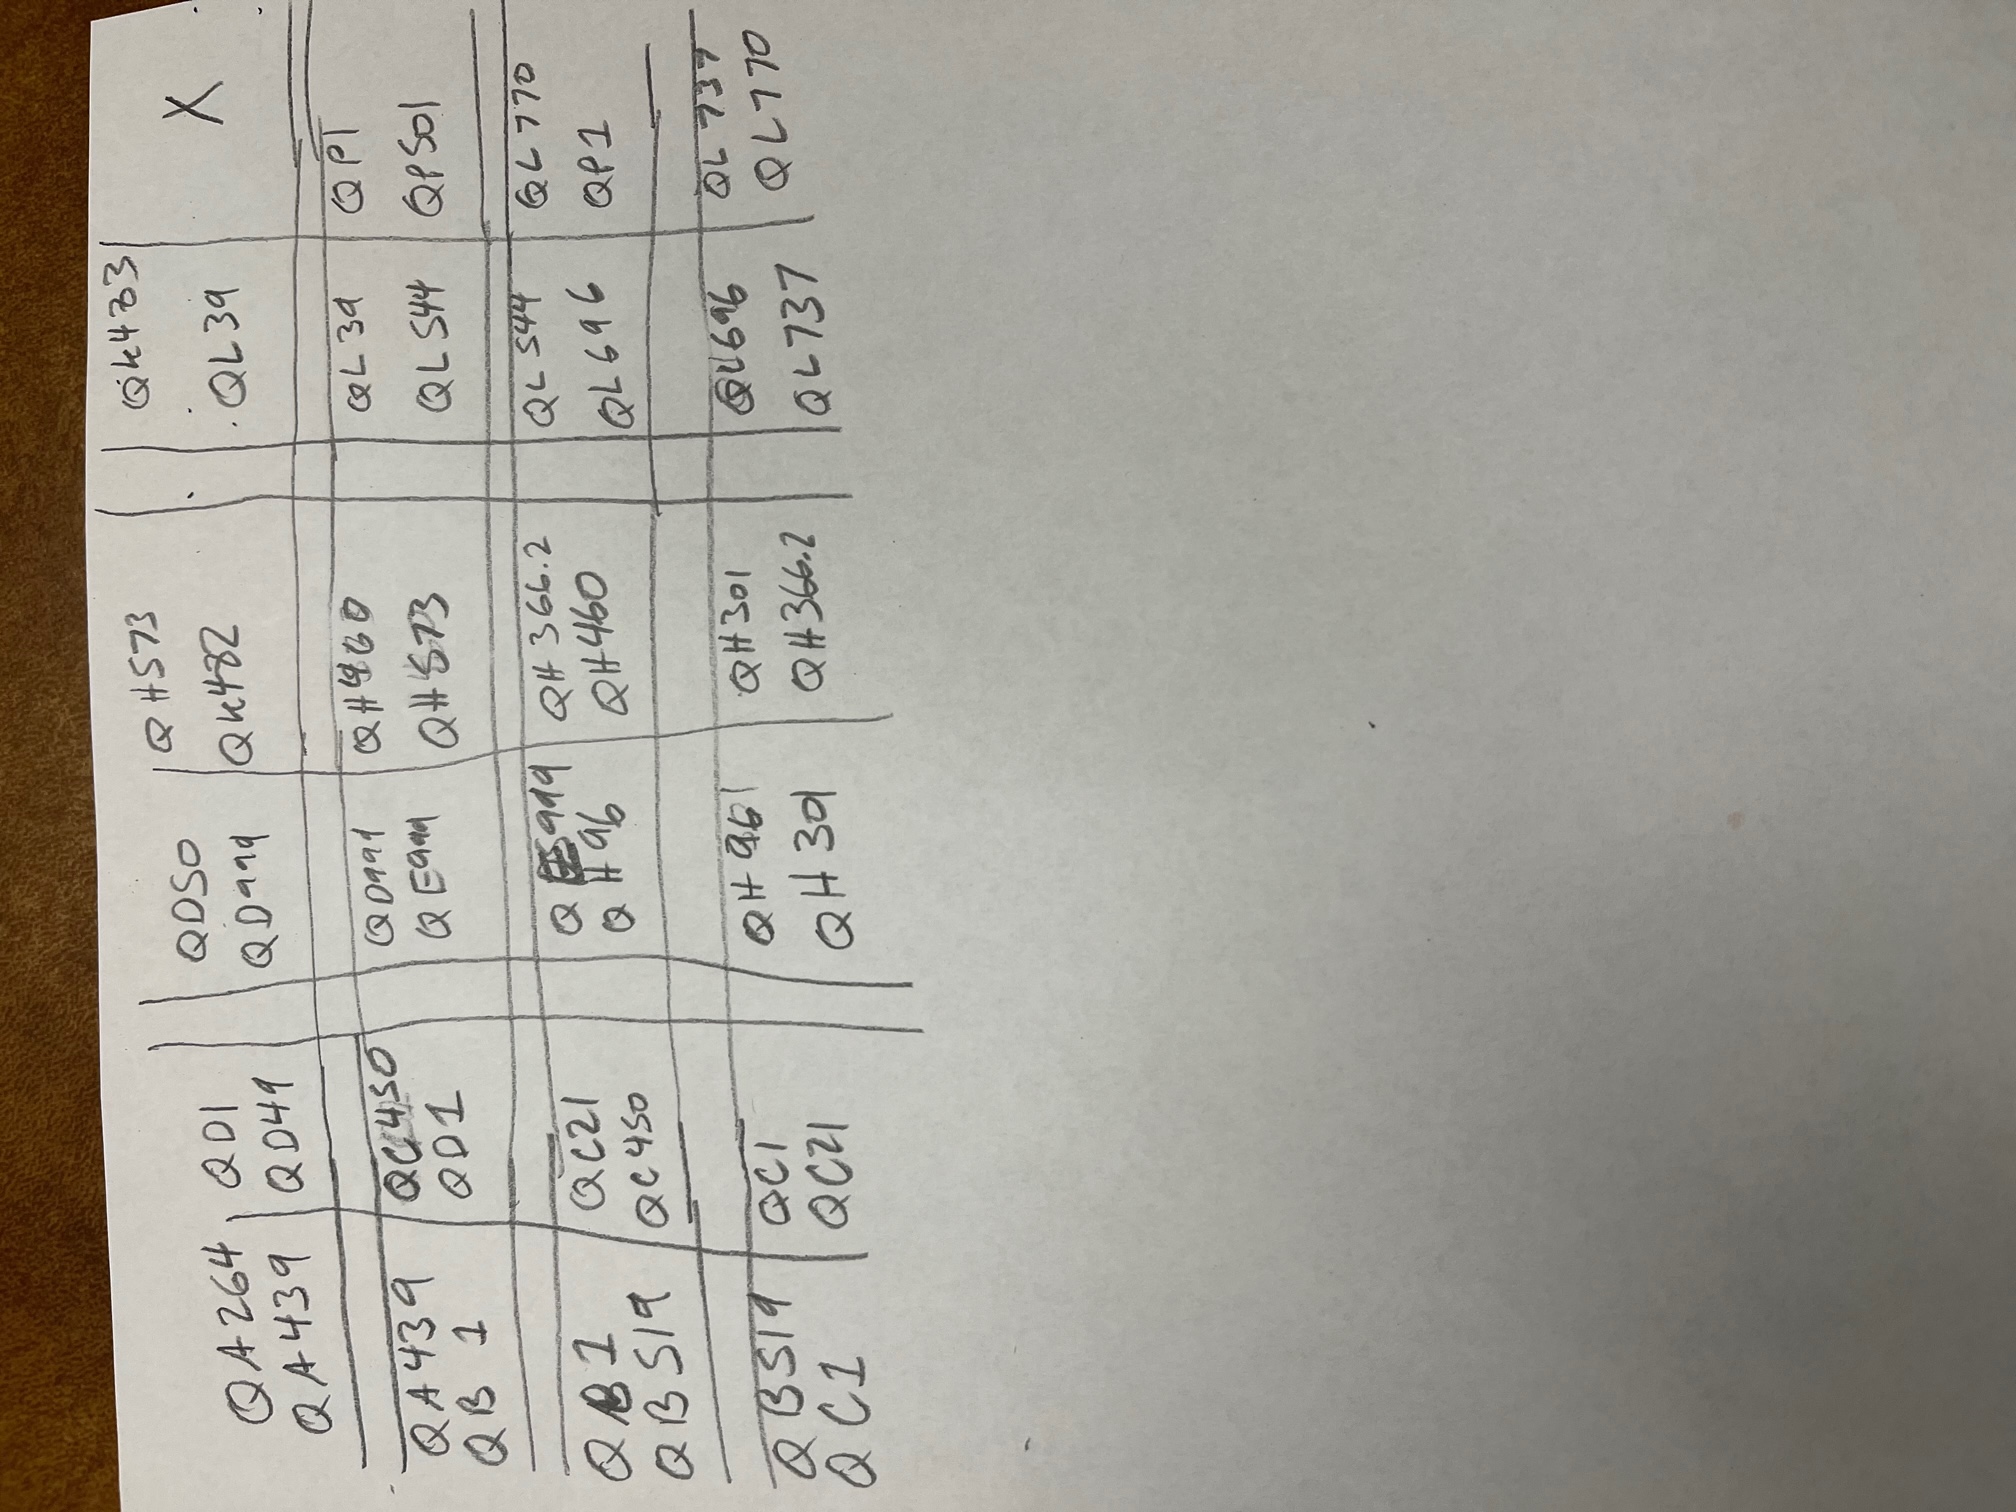 QA264 QD1 QD50 QH573 QK483
QA439 QD49 QD999 QK482 QL39 X
QA439 QC450 QD999 QH460 QL39 QP1
QB 1 QD1 QE999 QH573 QL544 QP501
QB1 QC21 QE999 QH366.2 QL544 QL770
QB519 QC450 QH96 QH460 QL696 QP1
QB519 QC1 QH961 QH301 QL696 QL737
QC1 QC21 QH301 QH366.2 QL737 QL770